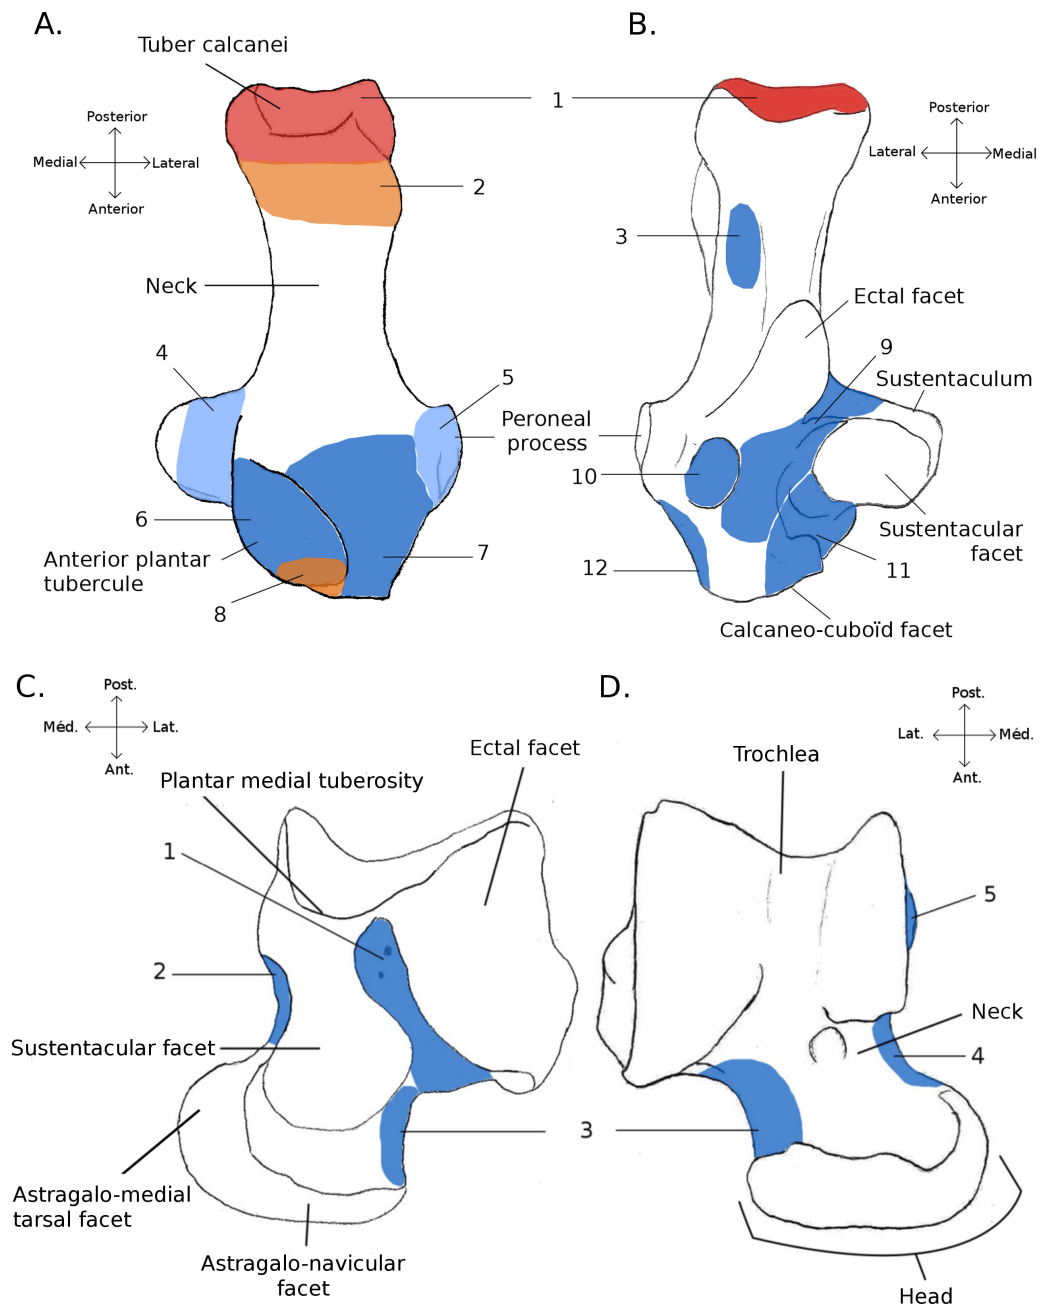 A.
B.
Tuber calcanei
1
Posterior
Medial
Lateral
Anterior
Posterior
Lateral
Medial
Anterior
2
3
Neck
Ectal facet
4
9
5
Sustentaculum
Peroneal
process
10
6
Sustentacular
facet
Anterior plantar
tubercule
7
12
11
8
Calcaneo-cuboïd facet
C.
D.
Post.
Méd.
Lat.
Ant.
Post.
Lat.
Méd.
Ant.
Ectal facet
Trochlea
Plantar medial tuberosity
1
5
2
Neck
Sustentacular facet
4
3
Astragalo-medial
tarsal facet
Astragalo-navicular
facet
Head